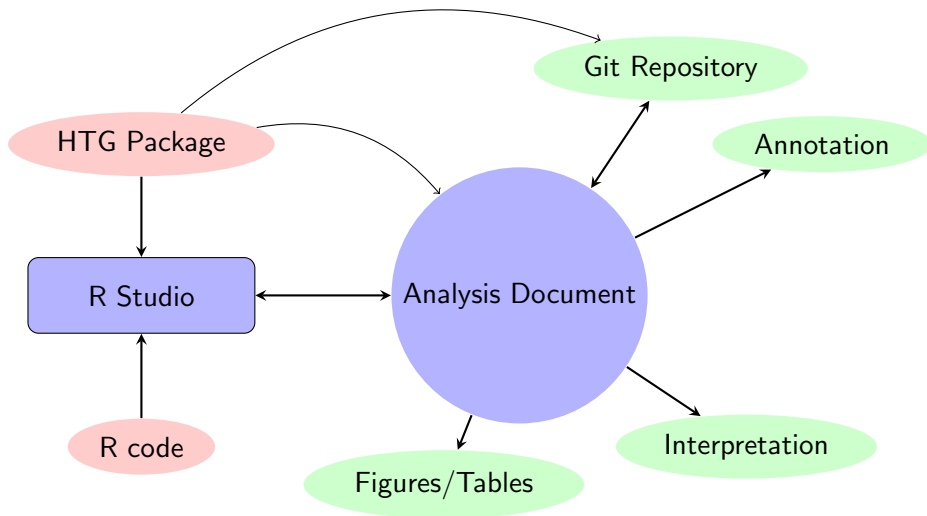 Git Repository
HTG Package
Annotation
R Studio
Analysis Document
R code
Interpretation
Figures/Tables